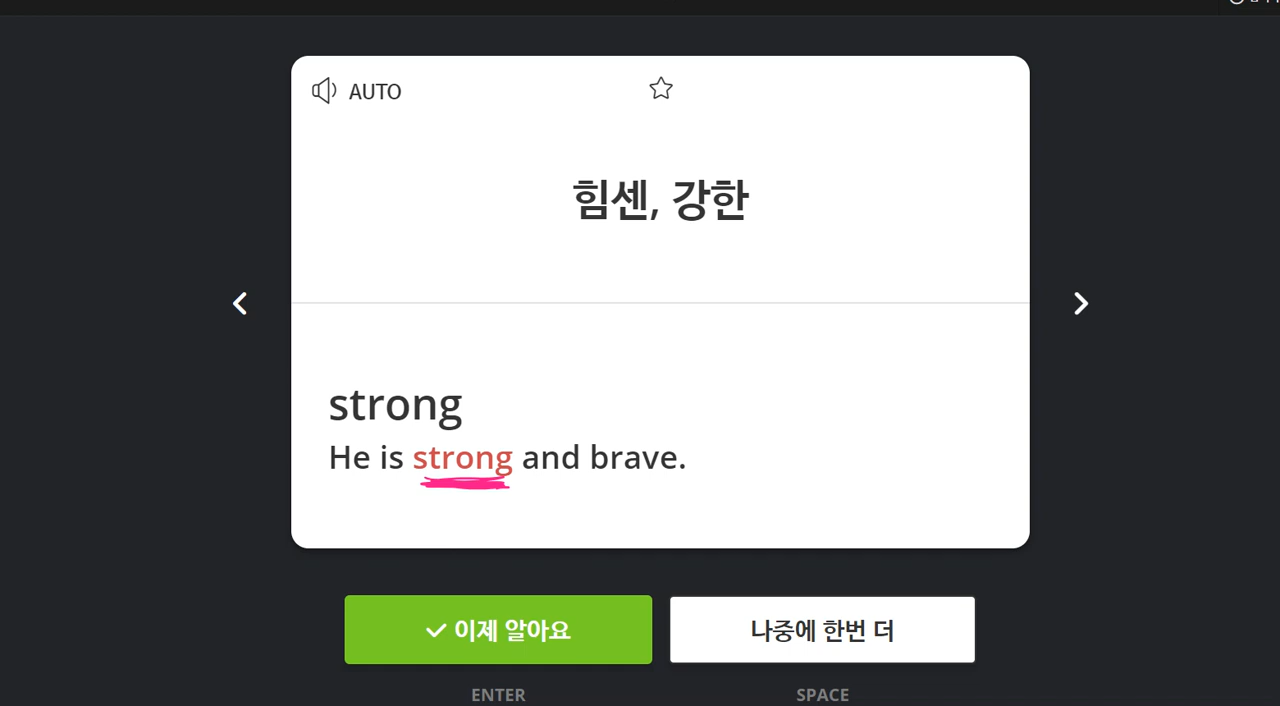 AUTO
힘센, 강한
strong
He is strong and brave.
이제 알아요
나중에 한번 더
ENTER
SPACE